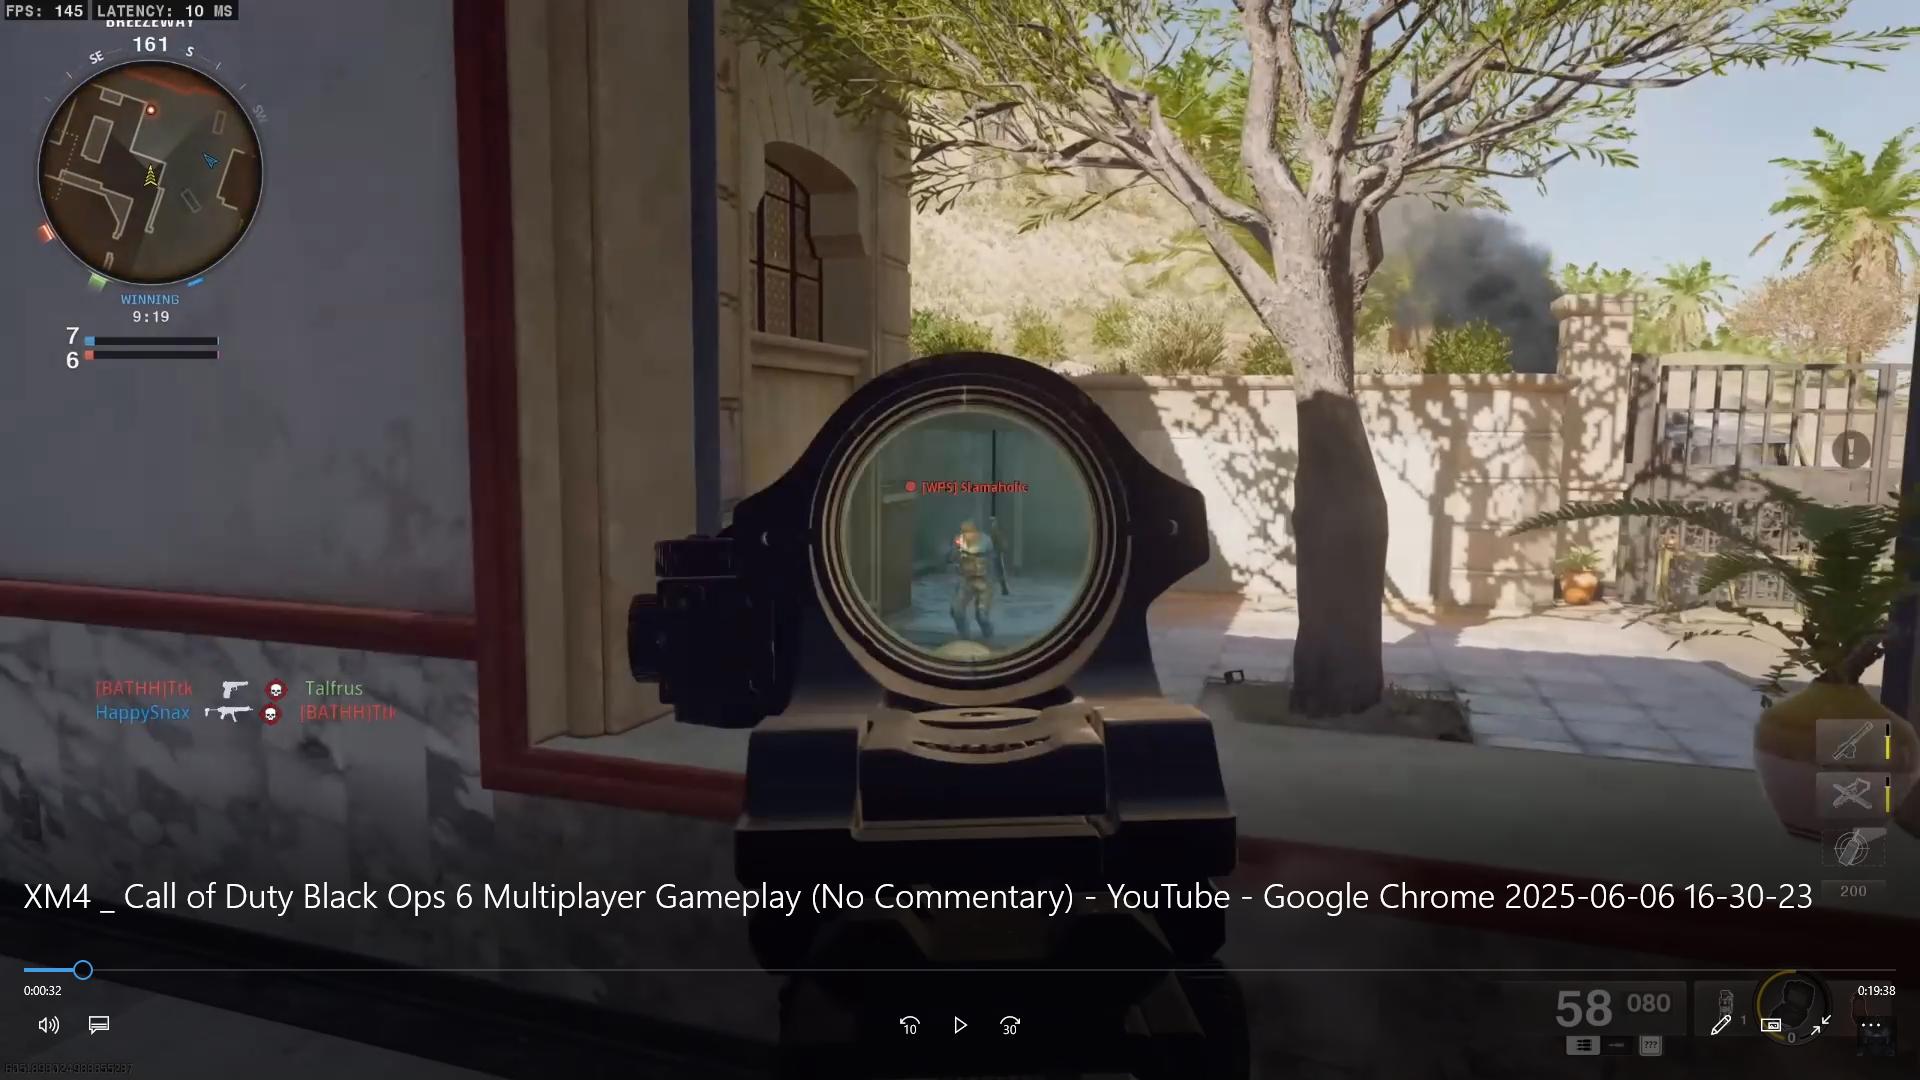 FPS: 145 LATENCY: 10 MS
BREEZEWAY
161
SE S SW
WINNING
9:19
7
6
[WPS] Slamaholic
[BATHH]Ttk Talfrus
HappySnax [BATHH]Ttk
XM4 _ Call of Duty Black Ops 6 Multiplayer Gameplay (No Commentary) - YouTube - Google Chrome 2025-06-06 16-30-23
200
0:00:32
0:19:38
58 080
1
10
30
0
???